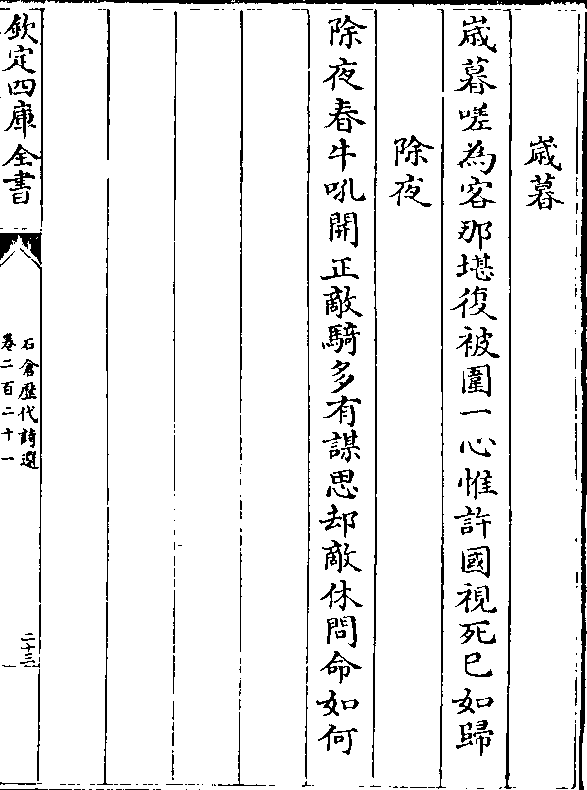 歲暮
歲暮嗟為客那堪復被圍一心惟許國視死已如歸
除夜
除夜春牛吼開正敵騎多有謀思却敵休問命如何
欽定四庫全書
石倉歴代詩選
卷二百二十一
二十三